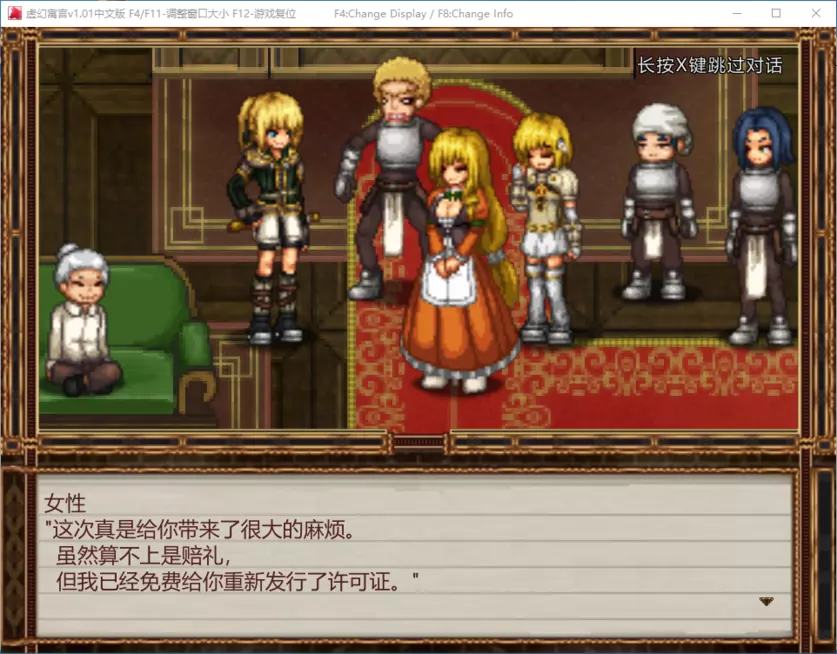 虚幻寓言v1.01中文版 F4/F11-调整窗口大小 F12-游戏复位 F4:Change Display / F8:Change Info
长按X键跳过对话
女性
"这次真是给你带来了很大的麻烦。
虽然算不上是赔礼，
但我已经免费给你重新发行了许可证。"